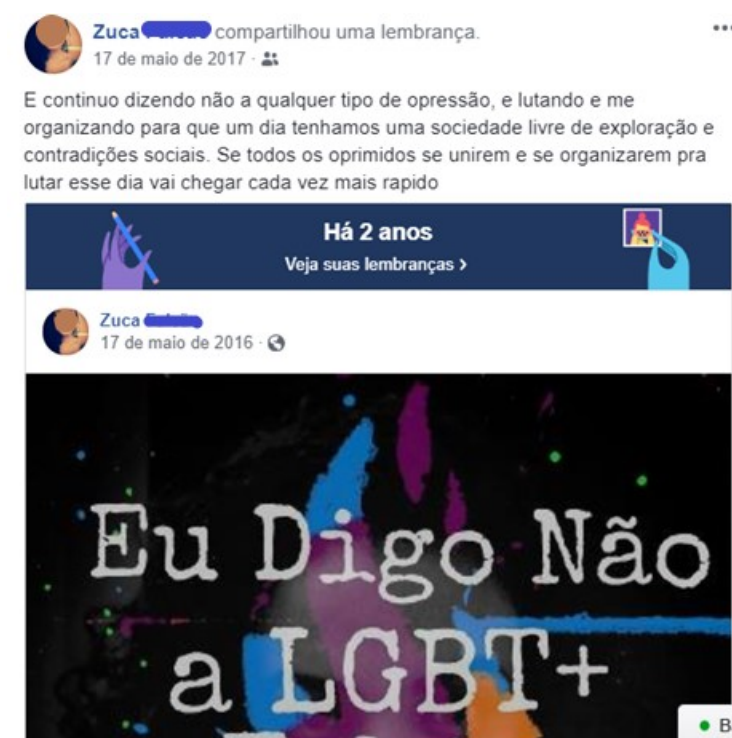 Zuca compartilhou uma lembrança.
17 de maio de 2017
E continuo dizendo não a qualquer tipo de opressão, e lutando e me
organizando para que um dia tenhamos uma sociedade livre de exploração e
contradições sociais. Se todos os oprimidos se unirem e se organizarem pra
lutar esse dia vai chegar cada vez mais rapido
Há 2 anos
Veja suas lembranças >
Zuca
17 de maio de 2016
Eu Digo Não
a LGBT+
B